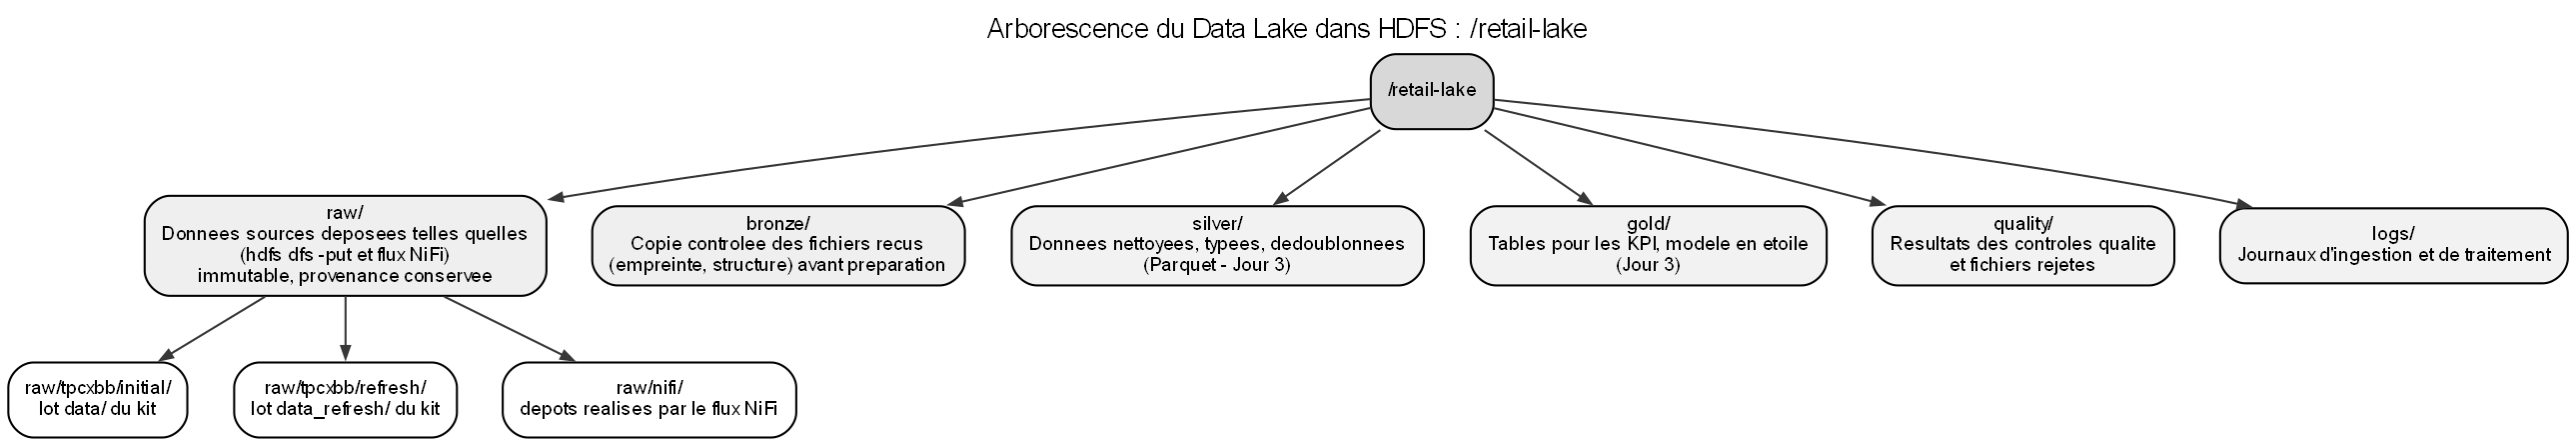 Arborescence du Data Lake dans HDFS : /retail-lake
/retail-lake
raw/
Donnees sources deposees telles quelles
(hdfs dfs -put et flux NiFi)
immutable, provenance conservee
bronze/
Copie controlee des fichiers recus
(empreinte, structure) avant preparation
silver/
Donnees nettoyees, typees, dedoublonnees
(Parquet - Jour 3)
gold/
Tables pour les KPI, modele en etoile
(Jour 3)
quality/
Resultats des controles qualite
et fichiers rejetes
logs/
Journaux d'ingestion et de traitement
raw/tpcxbb/initial/
lot data/ du kit
raw/tpcxbb/refresh/
lot data_refresh/ du kit
raw/nifi/
depots realises par le flux NiFi